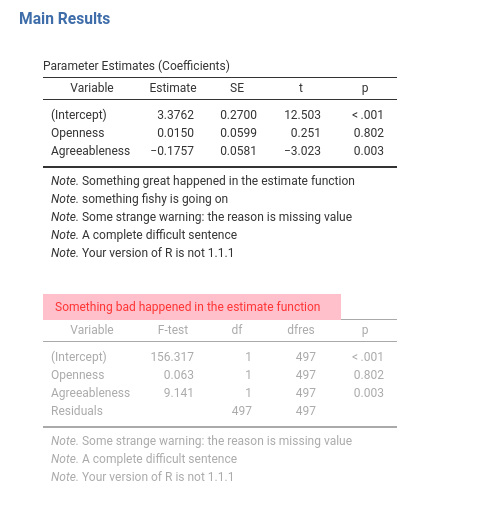 Main Results
Parameter Estimates (Coefficients)
Variable Estimate SE t p
(Intercept) 3.3762 0.2700 12.503 < .001
Openness 0.0150 0.0599 0.251 0.802
Agreeableness −0.1757 0.0581 −3.023 0.003
Note. Something great happened in the estimate function
Note. something fishy is going on
Note. Some strange warning: the reason is missing value
Note. A complete difficult sentence
Note. Your version of R is not 1.1.1
Something bad happened in the estimate function
Variable F-test df dfres p
(Intercept) 156.317 1 497 < .001
Openness 0.063 1 497 0.802
Agreeableness 9.141 1 497 0.003
Residuals 497 497
Note. Some strange warning: the reason is missing value
Note. A complete difficult sentence
Note. Your version of R is not 1.1.1